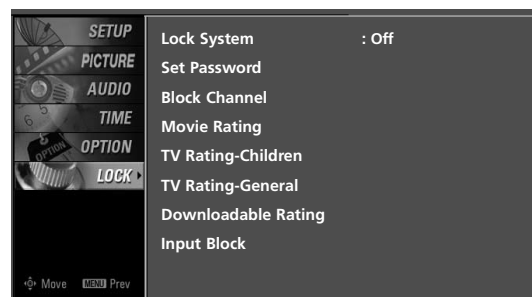 SETUP
PICTURE
AUDIO
TIME
OPTION
LOCK
Move MENU Prev
Lock System : Off
Set Password
Block Channel
Movie Rating
TV Rating-Children
TV Rating-General
Downloadable Rating
Input Block